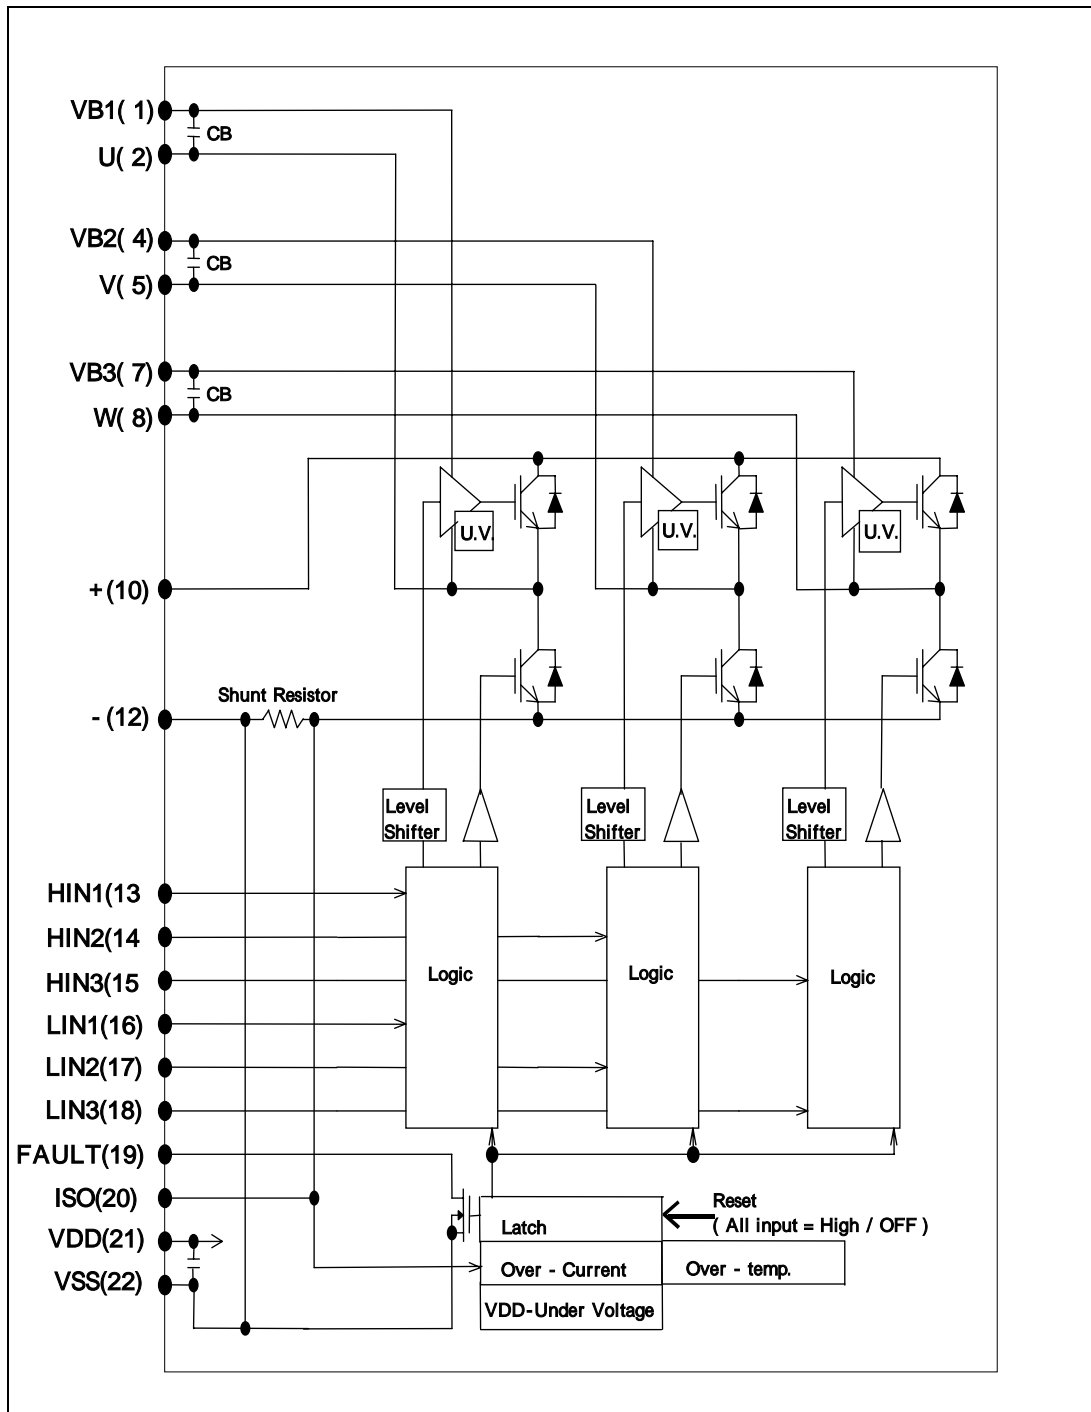 VB1( 1)
CB
U( 2)
VB2( 4)
CB
V( 5)
VB3( 7)
CB
W( 8)
U.V.
U.V.
U.V.
+(10)
Shunt Resistor
- (12)
Level
Shifter
Level
Shifter
Level
Shifter
HIN1(13
HIN2(14
HIN3(15
Logic
Logic
Logic
LIN1(16)
LIN2(17)
LIN3(18)
FAULT(19)
ISO(20)
Reset
( All input = High / OFF )
Latch
VDD(21)
Over - Current
Over - temp.
VSS(22)
VDD-Under Voltage